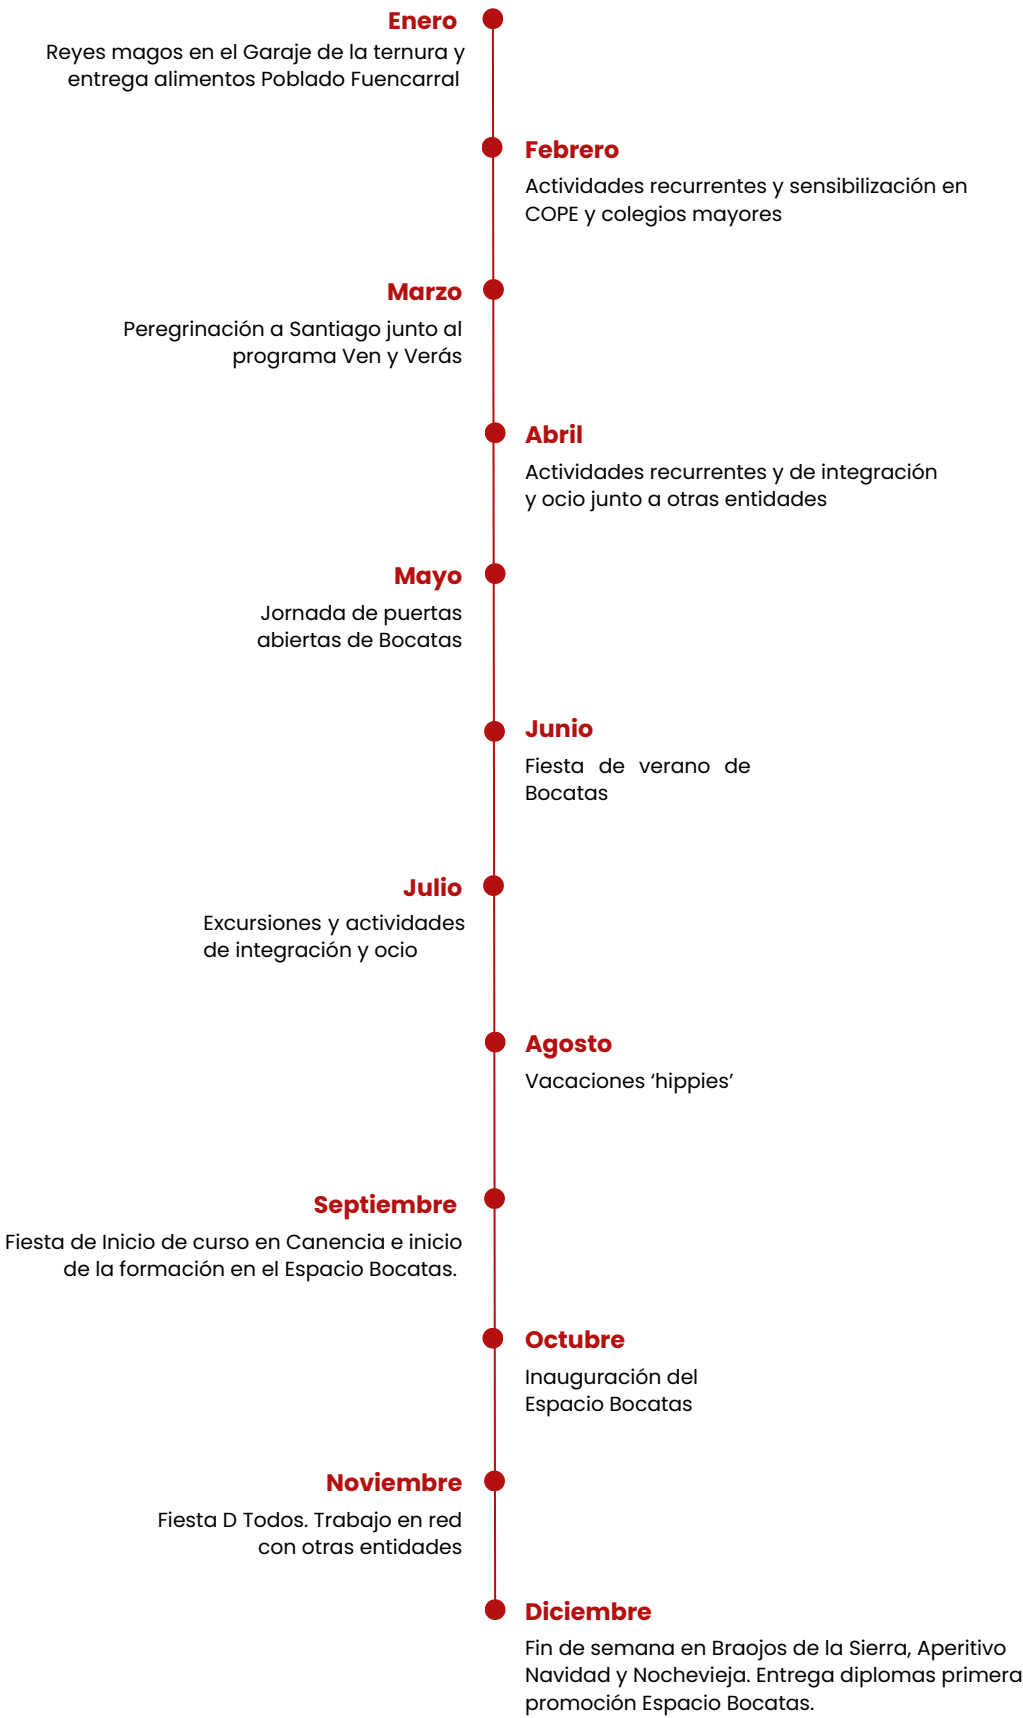 Enero
Reyes magos en el Garaje de la ternura y
entrega alimentos Poblado Fuencarral
Febrero
Actividades recurrentes y sensibilización en
COPE y colegios mayores
Marzo
Peregrinación a Santiago junto al
programa Ven y Verás
Abril
Actividades recurrentes y de integración
y ocio junto a otras entidades
Mayo
Jornada de puertas
abiertas de Bocatas
Junio
Fiesta de verano de
Bocatas
Julio
Excursiones y actividades
de integración y ocio
Agosto
Vacaciones ‘hippies’
Septiembre
Fiesta de Inicio de curso en Canencia e inicio
de la formación en el Espacio Bocatas.
Octubre
Inauguración del
Espacio Bocatas
Noviembre
Fiesta D Todos. Trabajo en red
con otras entidades
Diciembre
Fin de semana en Braojos de la Sierra, Aperitivo
Navidad y Nochevieja. Entrega diplomas primera
promoción Espacio Bocatas.